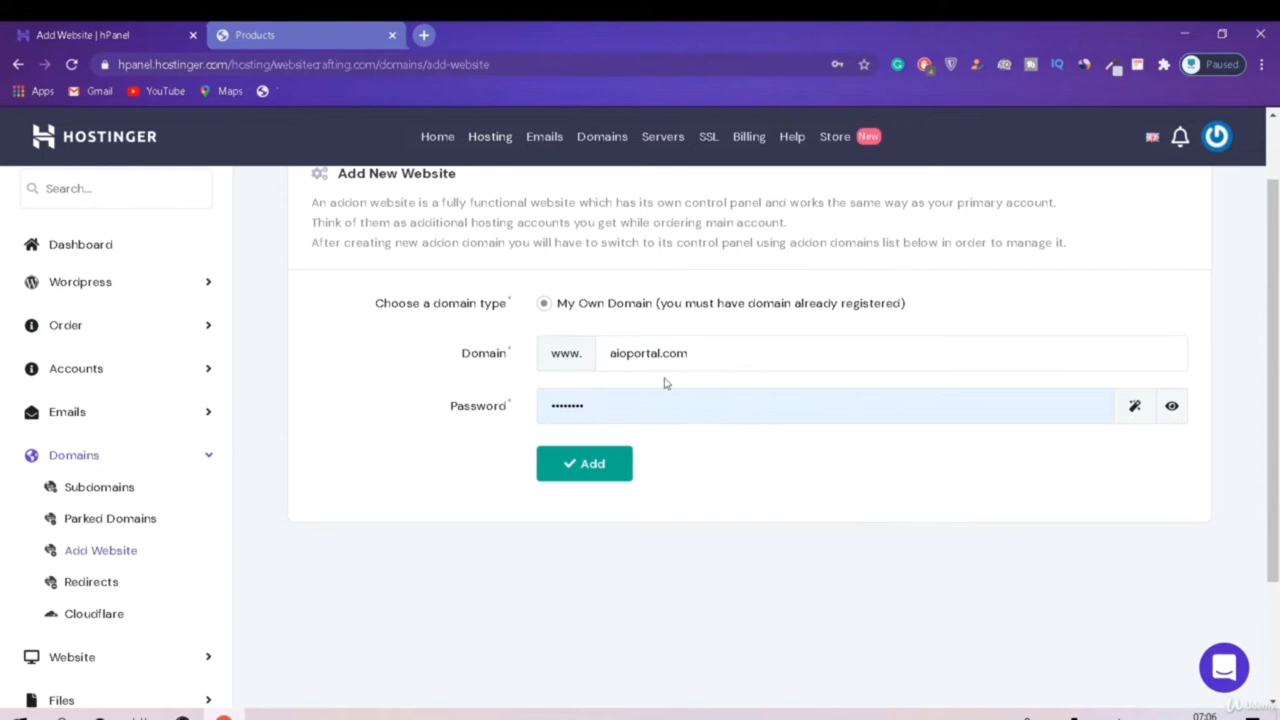 Add Website | hPanel
Products
hpanel.hostinger.com/hosting/websitecrafting.com/domains/add-website
Paused
Apps
Gmail
YouTube
Maps
HOSTINGER
Home
Hosting
Emails
Domains
Servers
SSL
Billing
Help
Store
New
Search...
Dashboard
Wordpress
Order
Accounts
Emails
Domains
Subdomains
Parked Domains
Add Website
Redirects
Cloudflare
Website
Files
Add New Website
An addon website is a fully functional website which has its own control panel and works the same way as your primary account.
Think of them as additional hosting accounts you get while ordering main account.
After creating new addon domain you will have to switch to its control panel using addon domains list below in order to manage it.
Choose a domain type*
My Own Domain (you must have domain already registered)
Domain*
www.
aioportal.com
Password*
••••••••
Add
07:06